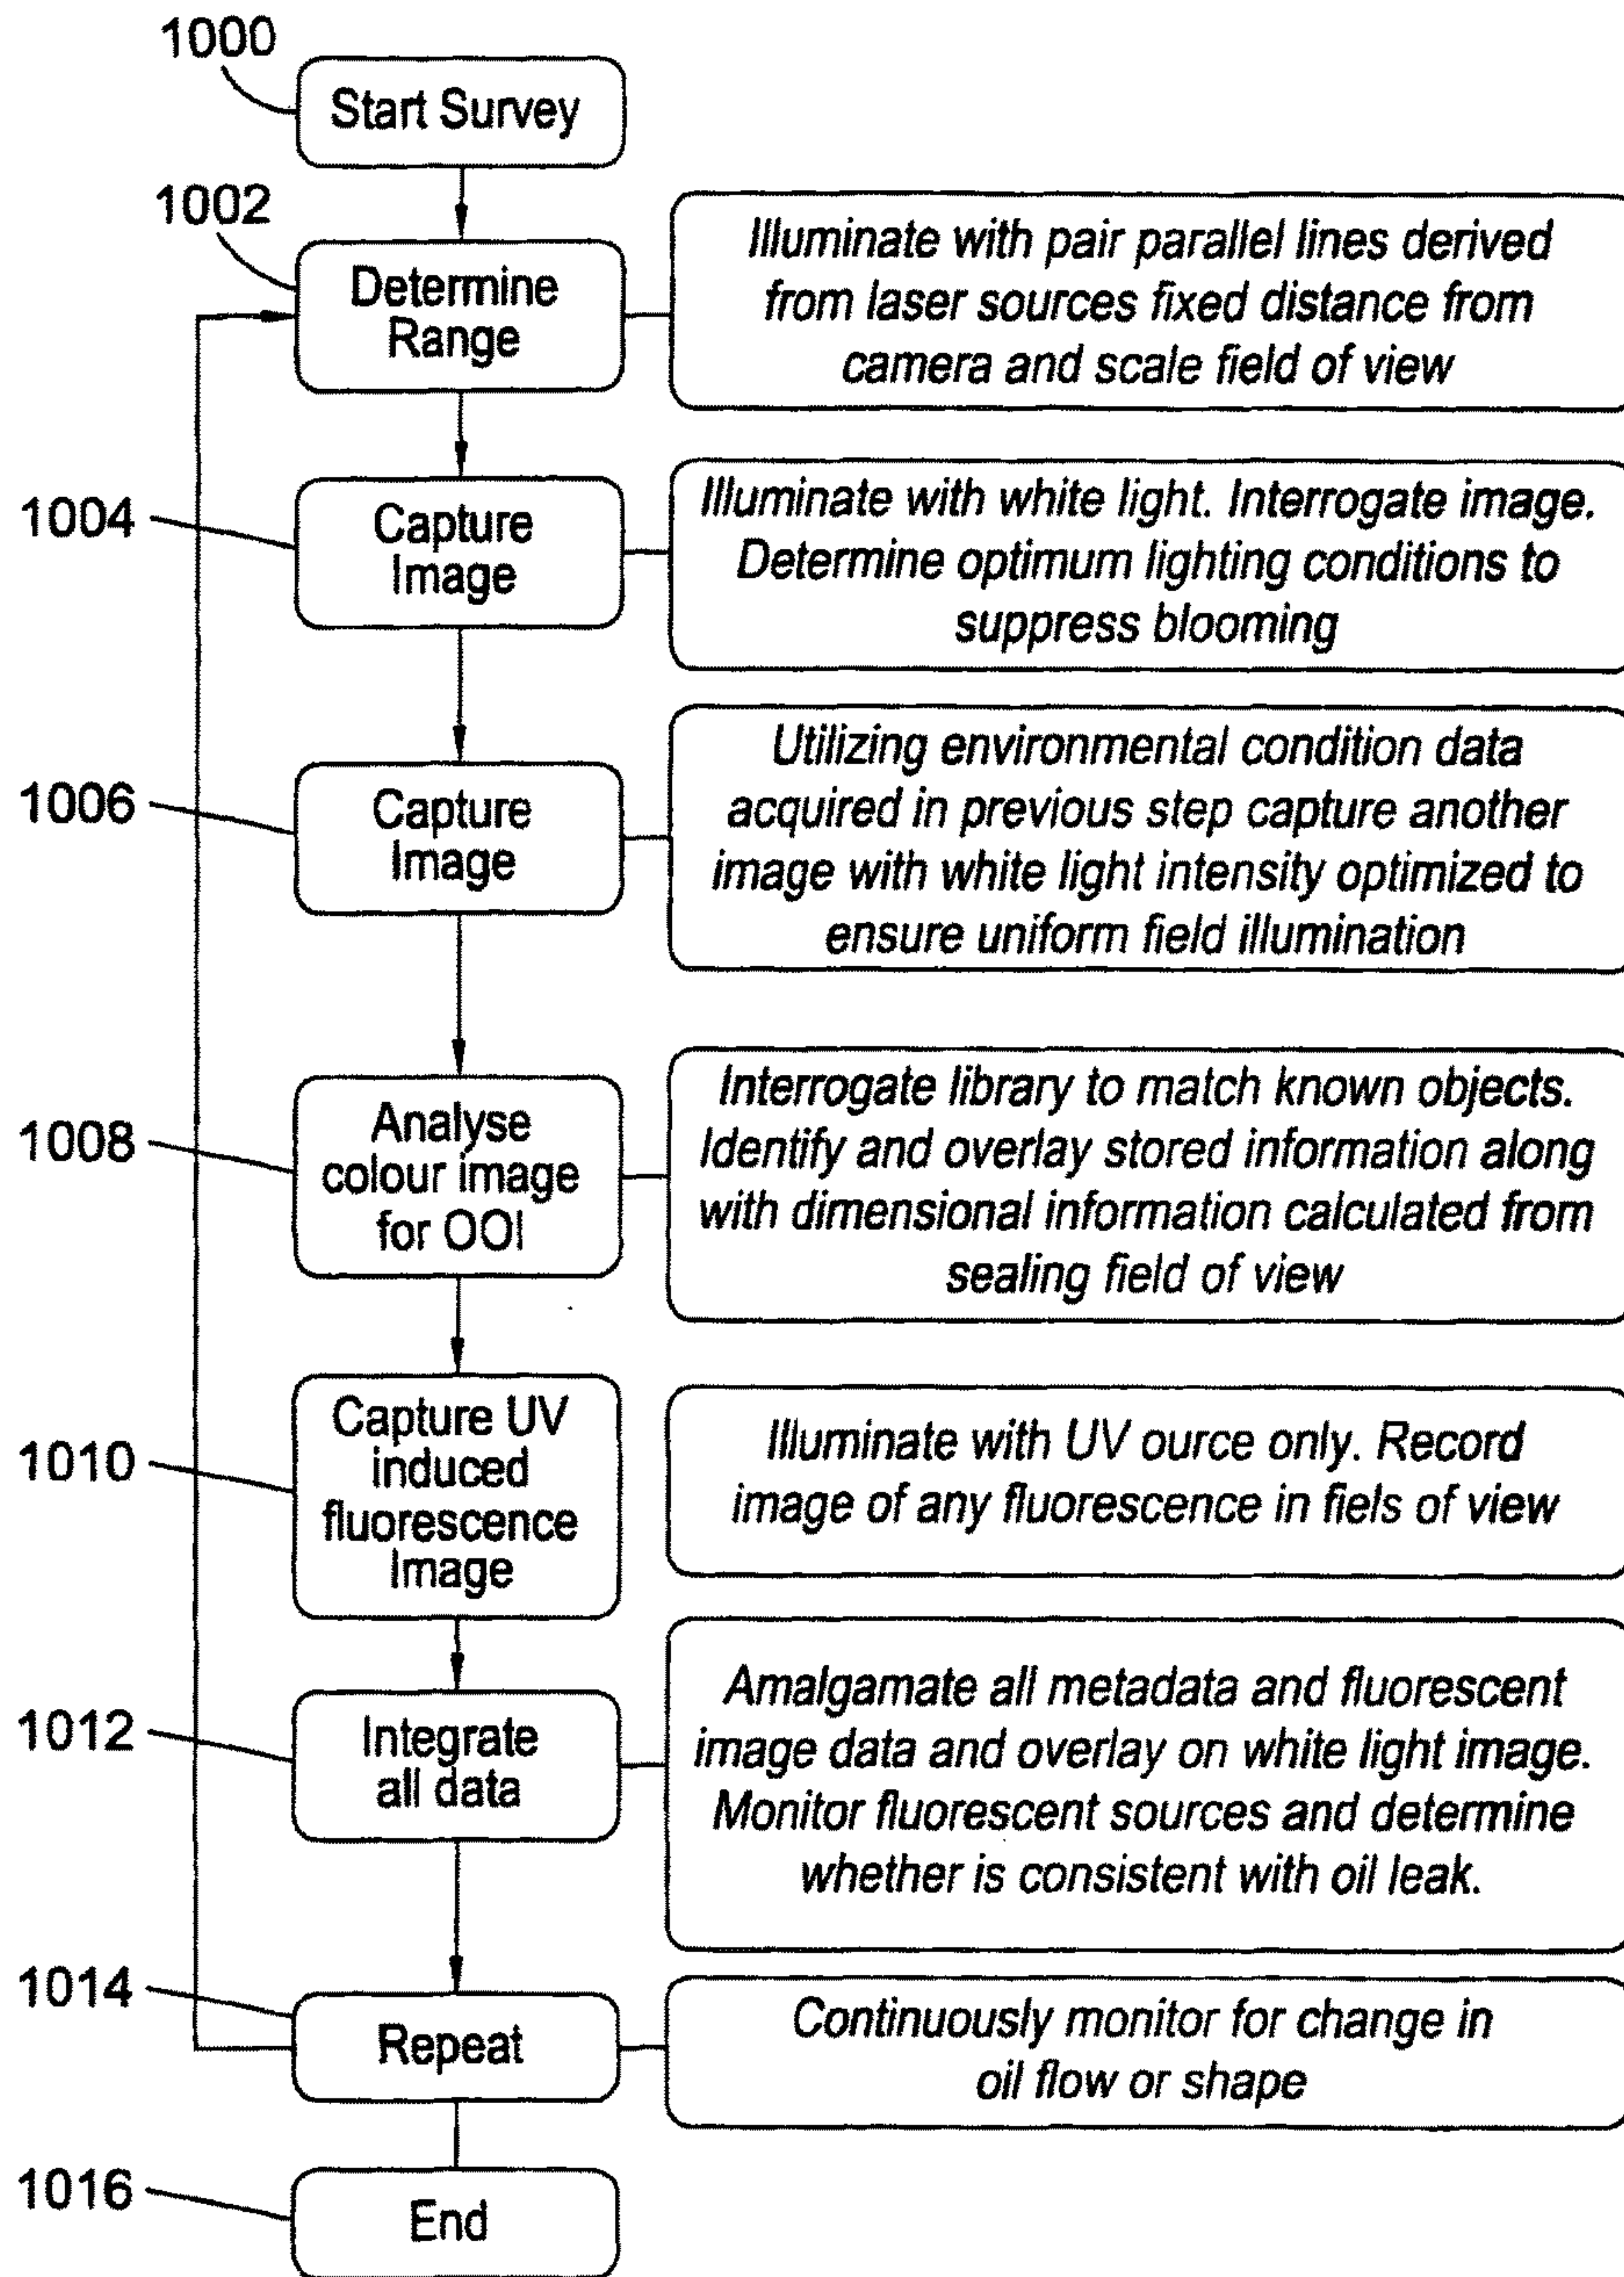 1000
Start Survey
1002
Determine
Range
Illuminate with pair parallel lines derived
from laser sources fixed distance from
camera and scale field of view
1004
Capture
Image
Illuminate with white light. Interrogate image.
Determine optimum lighting conditions to
suppress blooming
1006
Capture
Image
Utilizing environmental condition data
acquired in previous step capture another
image with white light intensity optimized to
ensure uniform field illumination
1008
Analyse
colour image
for OOI
Interrogate library to match known objects.
Identify and overlay stored information along
with dimensional information calculated from
sealing field of view
1010
Capture UV
induced
fluorescence
Image
Illuminate with UV ource only. Record
image of any fluorescence in fiels of view
1012
Integrate
all data
Amalgamate all metadata and fluorescent
image data and overlay on white light image.
Monitor fluorescent sources and determine
whether is consistent with oil leak.
1014
Repeat
Continuously monitor for change in
oil flow or shape
1016
End